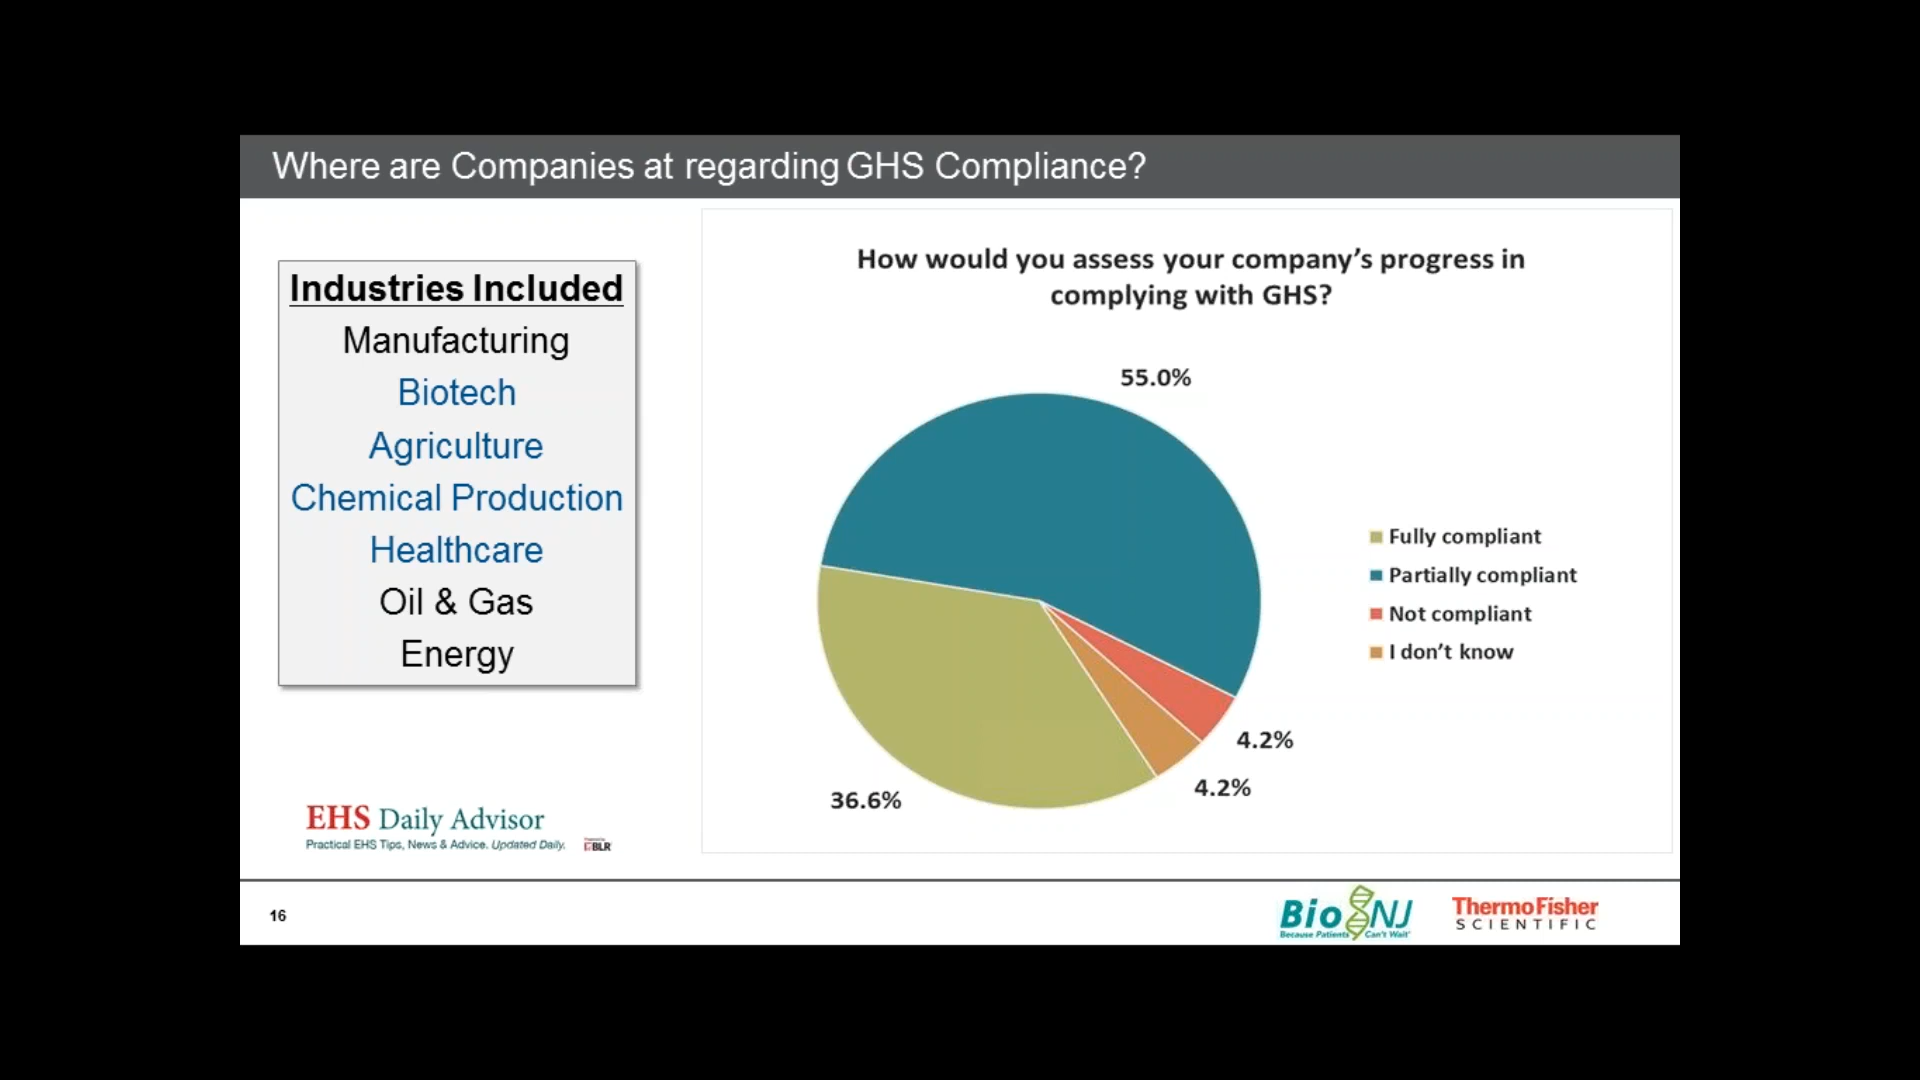 Where are Companies at regarding GHS Compliance?
Industries Included
Manufacturing
Biotech
Agriculture
Chemical Production
Healthcare
Oil & Gas
Energy
How would you assess your company’s progress in
complying with GHS?
55.0%
Fully compliant
Partially compliant
Not compliant
I don’t know
4.2%
4.2%
36.6%
EHS Daily Advisor
Practical EHS Tips, News & Advice. Updated Daily.
BLR
16
BioNJ
Because Patients Can't Wait
ThermoFisher
SCIENTIFIC